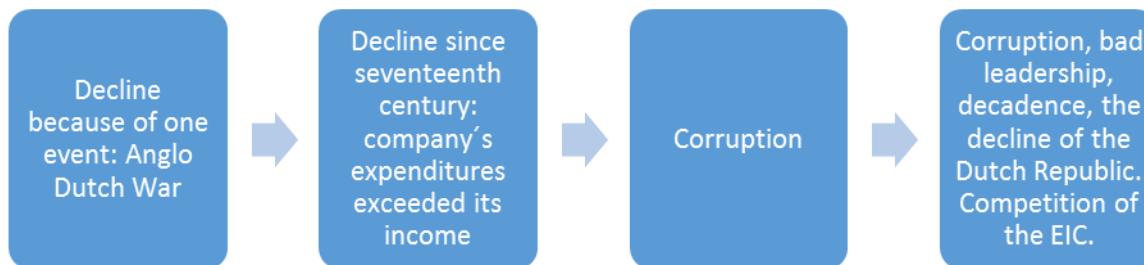 Decline
because of one
event: Anglo
Dutch War
Decline since
seventeenth
century:
company´s
expenditures
exceeded its
income
Corruption
Corruption, bad
leadership,
decadence, the
decline of the
Dutch Republic.
Competition of
the EIC.